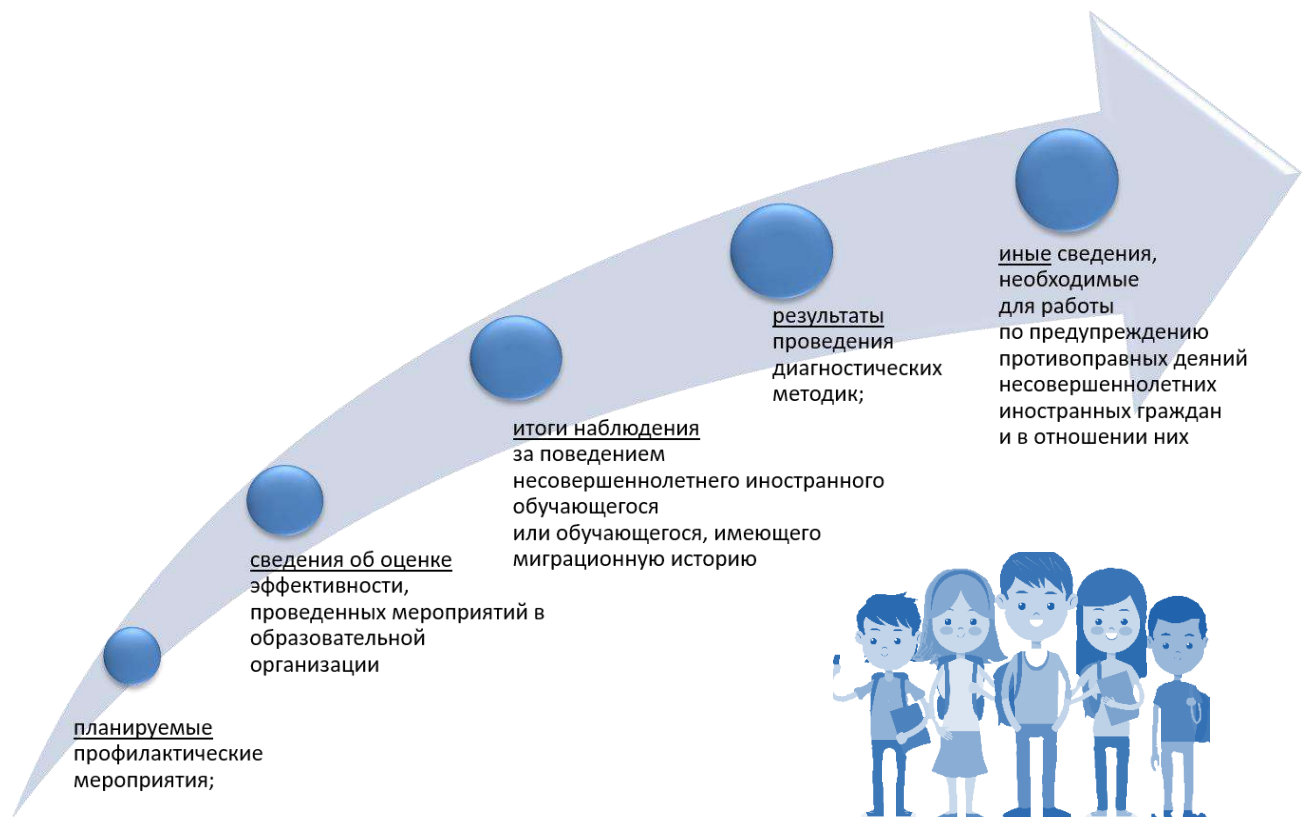 планируемые
профилактические
мероприятия;
сведения об оценке
эффективности,
проведенных мероприятий в
образовательной
организации
итоги наблюдения
за поведением
несовершеннолетнего иностранного
обучающегося
или обучающегося, имеющего
миграционную историю
результаты
проведения
диагностических
методик;
иные сведения,
необходимые
для работы
по предупреждению
противоправных деяний
несовершеннолетних
иностранных граждан
и в отношении них